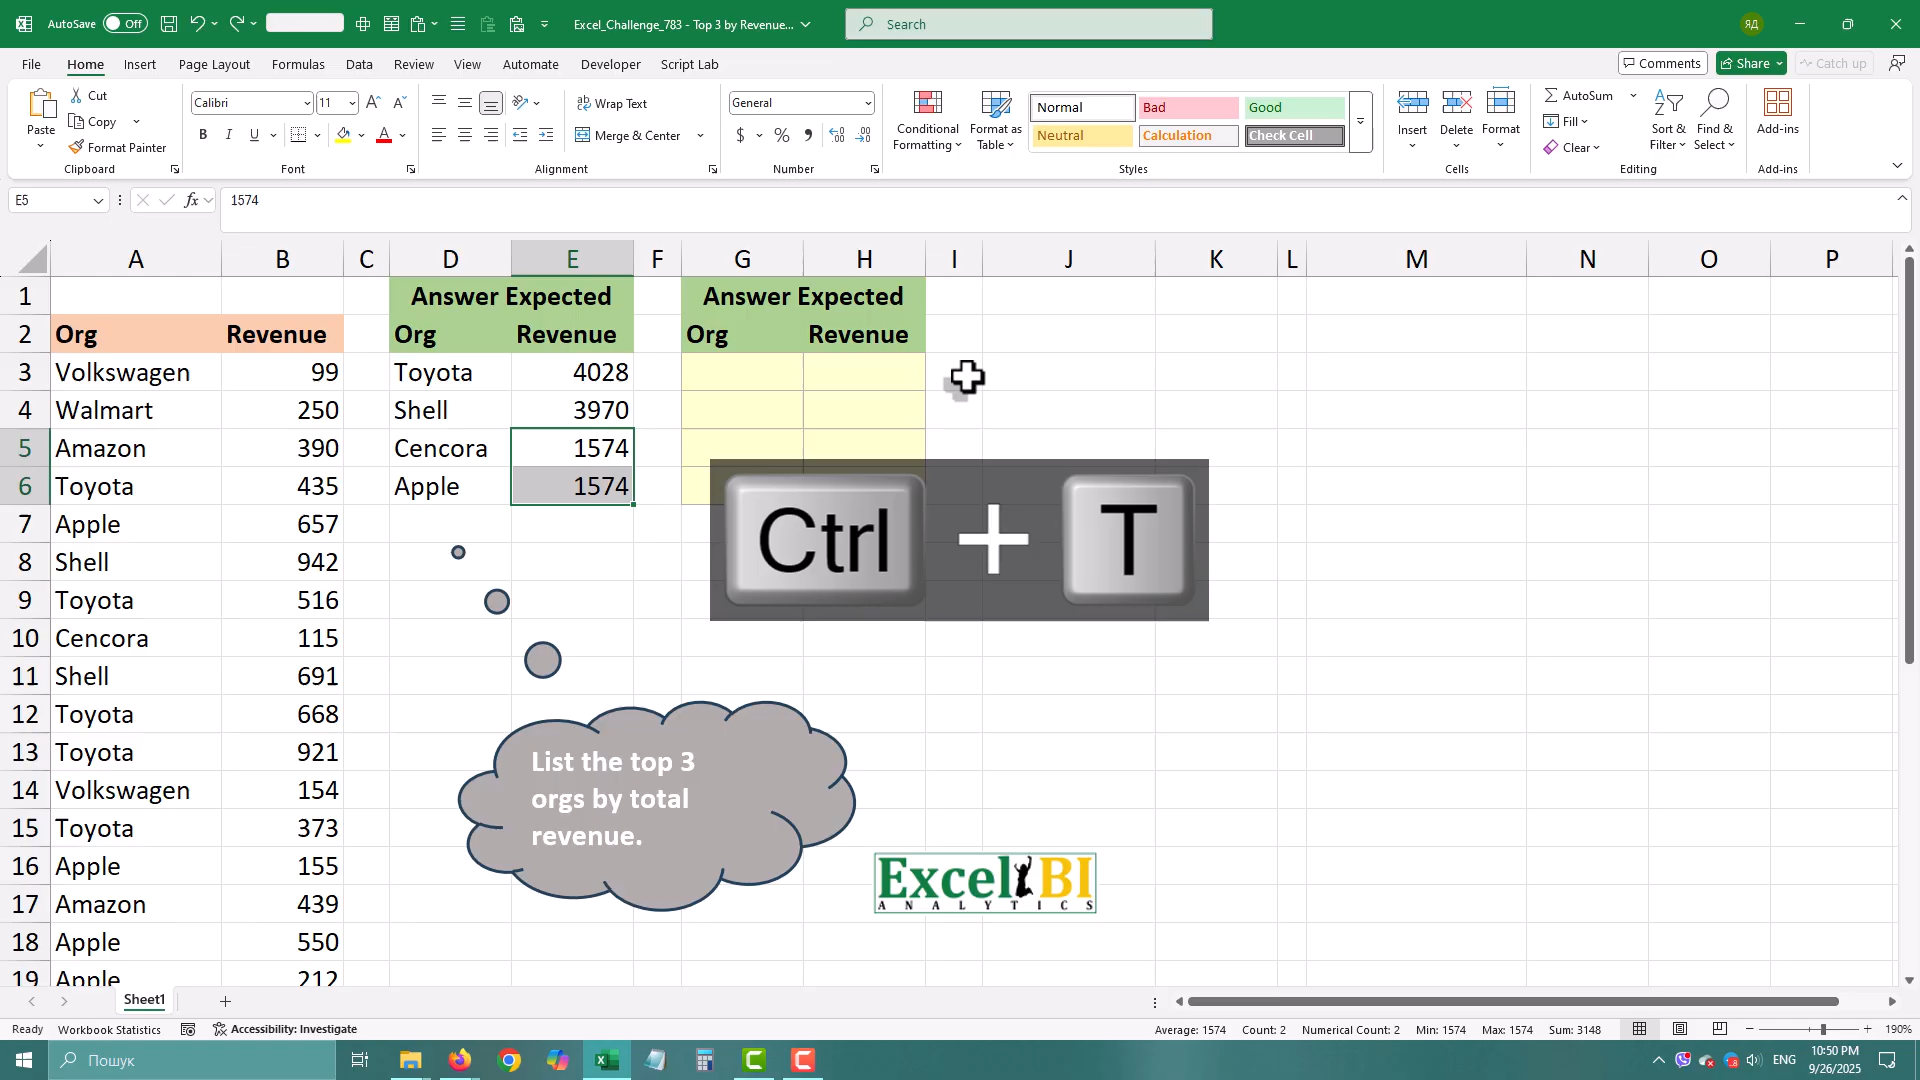 AutoSave Off Excel_Challenge_783 - Top 3 by Revenue... Search ЯД
File Home Insert Page Layout Formulas Data Review View Automate Developer Script Lab Comments Share Catch up
Paste Cut Copy Format Painter Clipboard
Calibri 11 B I U Font
Wrap Text Merge & Center Alignment
General $ % Number
Conditional Formatting Format as Table Normal Bad Good Neutral Calculation Check Cell Styles
Insert Delete Format Cells
AutoSum Fill Clear Sort & Filter Find & Select Editing
Add-ins Add-ins
E5 fx 1574
A B C D E F G H I J K L M N O P
1 Answer Expected Answer Expected
2 Org Revenue Org Revenue Org Revenue
3 Volkswagen 99 Toyota 4028
4 Walmart 250 Shell 3970
5 Amazon 390 Cencora 1574
6 Toyota 435 Apple 1574
7 Apple 657
8 Shell 942
9 Toyota 516
10 Cencora 115
11 Shell 691
12 Toyota 668
13 Toyota 921
14 Volkswagen 154
15 Toyota 373
16 Apple 155
17 Amazon 439
18 Apple 550
19 Apple 212
Ctrl + T
List the top 3
orgs by total
revenue.
Excel BI
ANALYTICS
Sheet1
Ready Workbook Statistics Accessibility: Investigate Average: 1574 Count: 2 Numerical Count: 2 Min: 1574 Max: 1574 Sum: 3148 190%
Пошук ENG 10:50 PM
9/26/2025